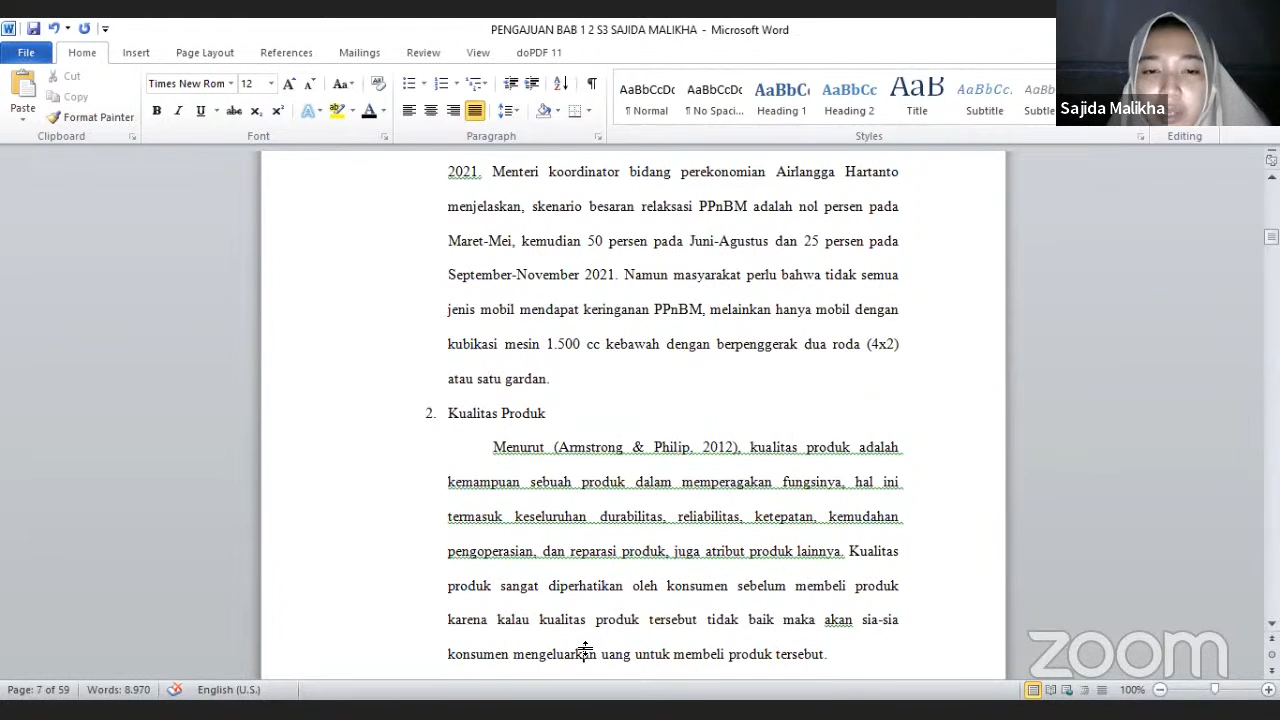 PENGAJUAN BAB 1 2 S3 SAJIDA MALIKHA - Microsoft Word
File Home Insert Page Layout References Mailings Review View doPDF 11
Paste
Cut
Copy
Format Painter
Clipboard
Times New Rom 12
Font
Paragraph
AaBbCcDc AaBbCcDc AaBbC AaBbCc AaB AaBbCc. AaBb
¶ Normal ¶ No Spaci... Heading 1 Heading 2 Title Subtitle Subtle
Styles
Editing
Sajida Malikha
2021. Menteri koordinator bidang perekonomian Airlangga Hartanto
menjelaskan, skenario besaran relaksasi PPnBM adalah nol persen pada
Maret-Mei, kemudian 50 persen pada Juni-Agustus dan 25 persen pada
September-November 2021. Namun masyarakat perlu bahwa tidak semua
jenis mobil mendapat keringanan PPnBM, melainkan hanya mobil dengan
kubikasi mesin 1.500 cc kebawah dengan berpenggerak dua roda (4x2)
atau satu gardan.
2. Kualitas Produk
Menurut (Armstrong & Philip, 2012), kualitas produk adalah
kemampuan sebuah produk dalam memperagakan fungsinya, hal ini
termasuk keseluruhan durabilitas, reliabilitas, ketepatan, kemudahan
pengoperasian, dan reparasi produk, juga atribut produk lainnya. Kualitas
produk sangat diperhatikan oleh konsumen sebelum membeli produk
karena kalau kualitas produk tersebut tidak baik maka akan sia-sia
konsumen mengeluarkan uang untuk membeli produk tersebut.
zoom
Page: 7 of 59 Words: 8.970 English (U.S.) 100%